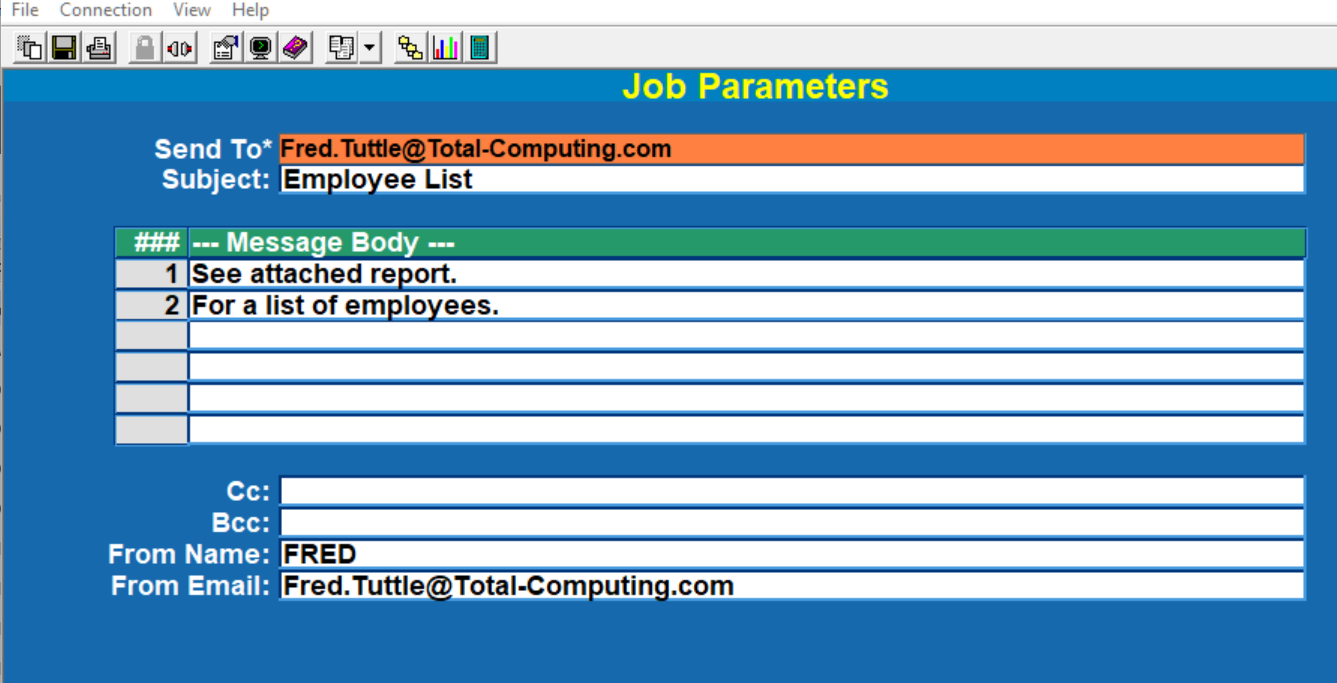 File Connection View Help
Job Parameters
Send To* Fred.Tuttle@Total-Computing.com
Subject: Employee List
### --- Message Body ---
1 See attached report.
2 For a list of employees.
Cc:
Bcc:
From Name: FRED
From Email: Fred.Tuttle@Total-Computing.com